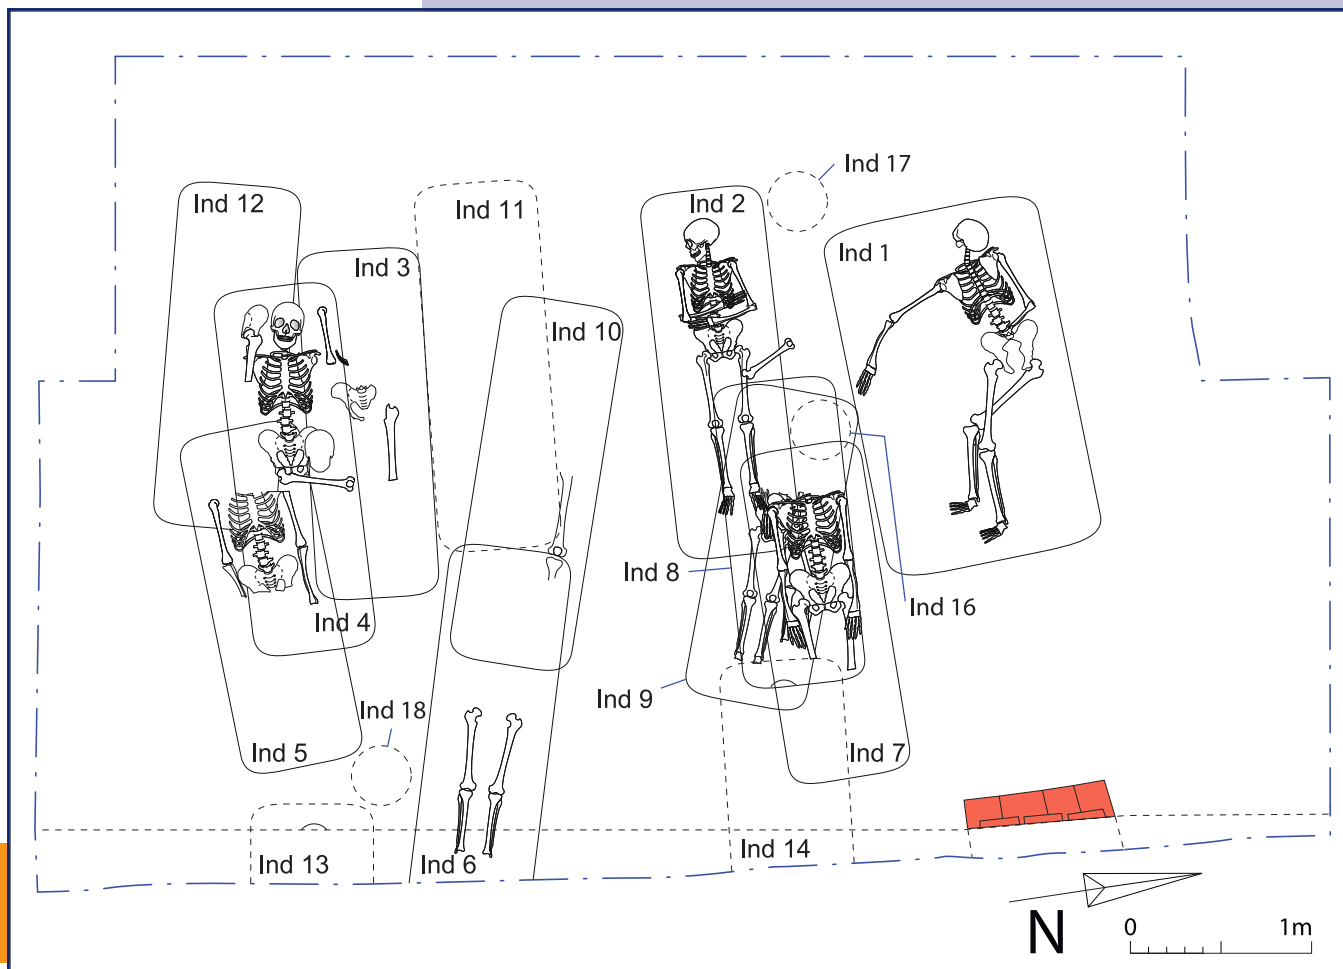 Ind 17
Ind 12
Ind 11
Ind 2
Ind 1
Ind 3
Ind 10
Ind 8
Ind 16
Ind 4
Ind 9
Ind 18
Ind 5
Ind 7
Ind 13
Ind 6
Ind 14
N
0 1m